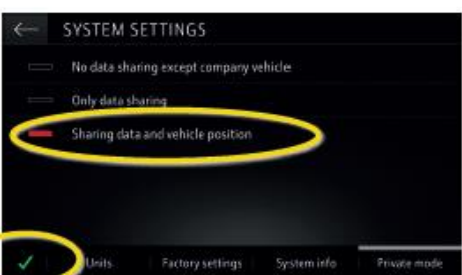 SYSTEM SETTINGS
No data sharing except company vehicle
Only data sharing
Sharing data and vehicle position
Units Factory settings System info Private mode